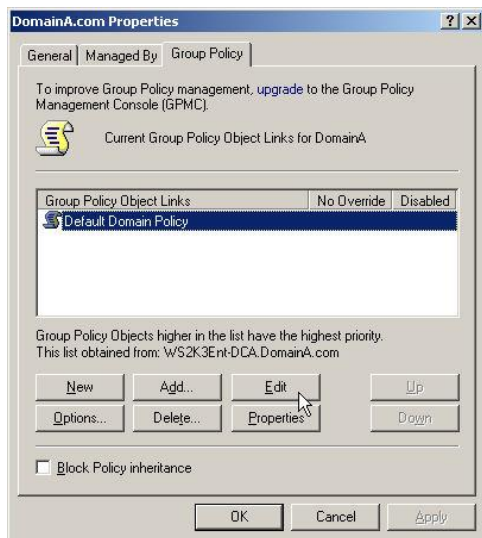 DomainA.com Properties
General
Managed By
Group Policy
To improve Group Policy management, upgrade to the Group Policy
Management Console (GPMC).
Current Group Policy Object Links for DomainA
Group Policy Object Links No Override Disabled
Default Domain Policy
Group Policy Objects higher in the list have the highest priority.
This list obtained from: WS2K3Ent-DCA.DomainA.com
New Add... Edit Up
Options... Delete... Properties Down
Block Policy inheritance
OK Cancel Apply